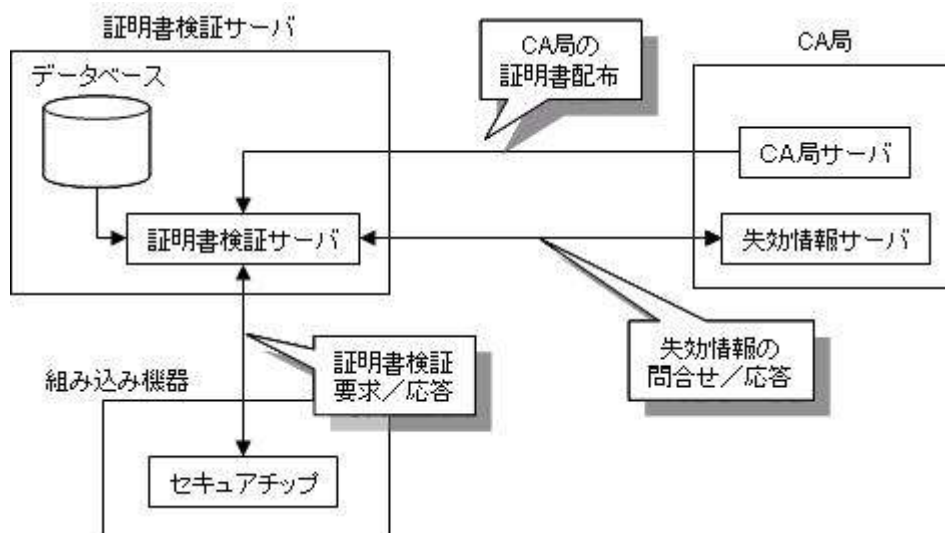 証明書検証サーバ
データベース
証明書検証サーバ
CA局の
証明書配布
CA局
CA局サーバ
失効情報サーバ
証明書検証
要求／応答
失効情報の
問合せ／応答
組み込み機器
セキュアチップ